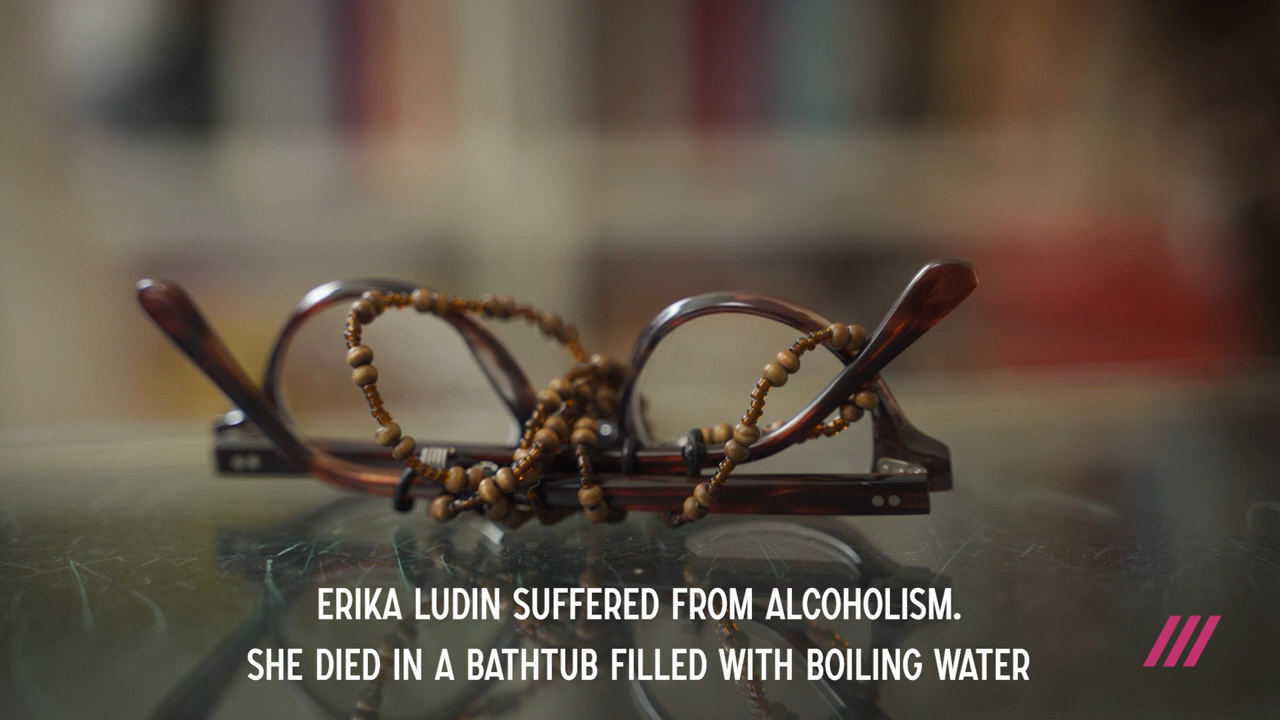 ERIKA LUDIN SUFFERED FROM ALCOHOLISM.
SHE DIED IN A BATHTUB FILLED WITH BOILING WATER